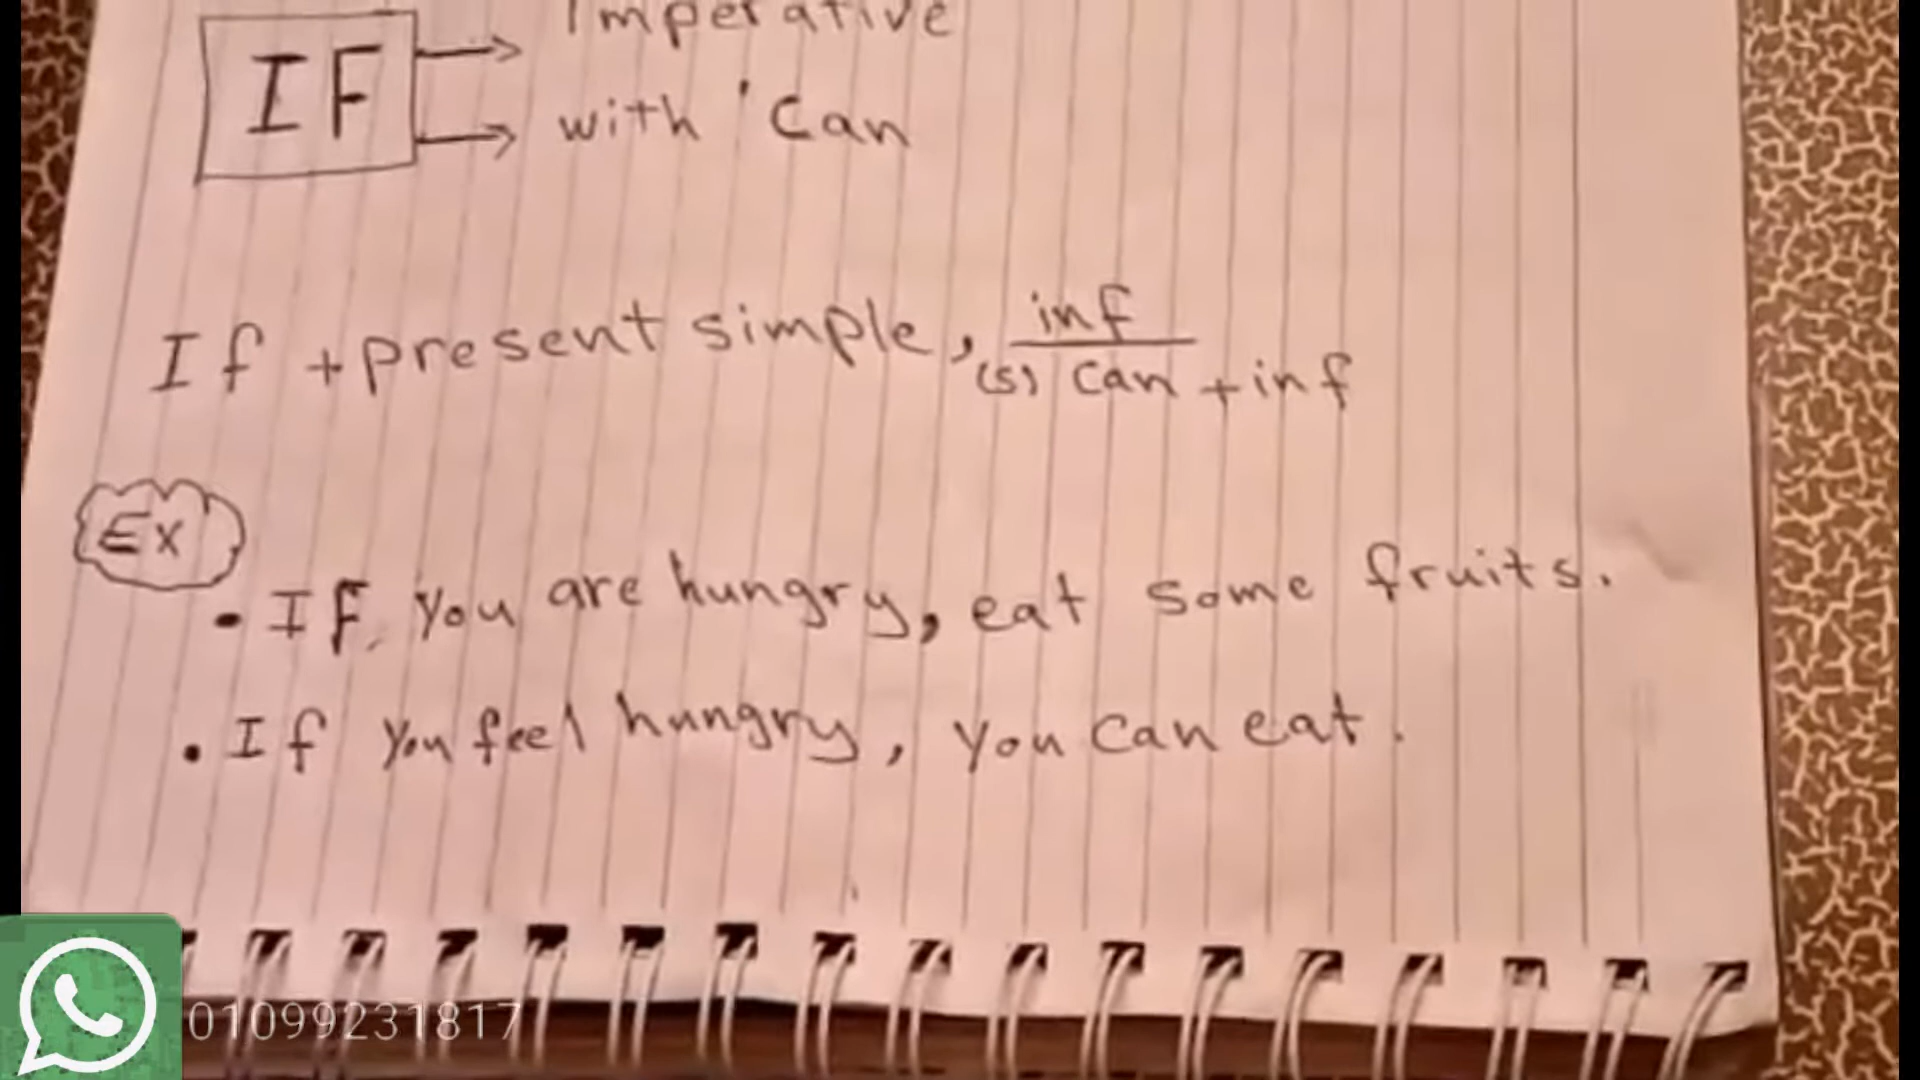 Imperative
IF
with 'Can
If + present simple, inf
(s) can + inf
Ex
• IF, you are hungry, eat some fruits.
• If you feel hungry, you can eat.
01099231817